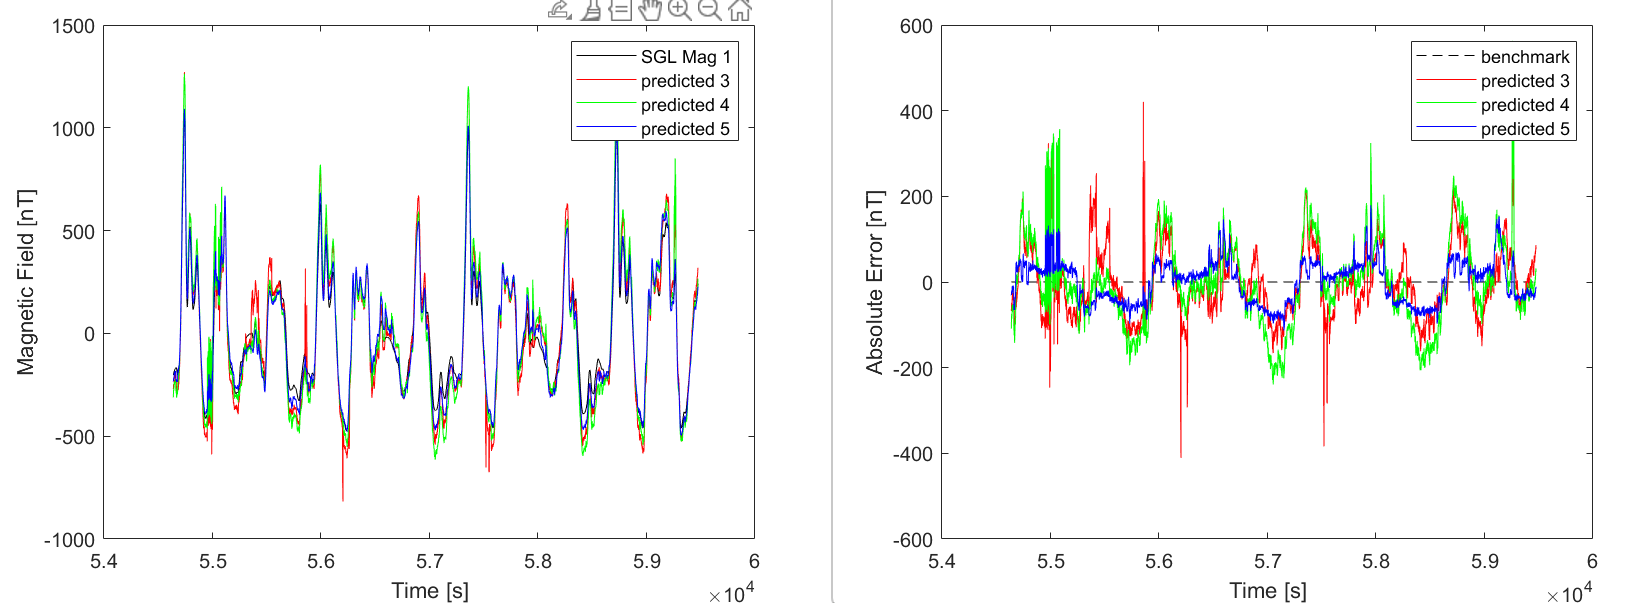 1500
1000
500
0
-500
-1000
Magnetic Field [nT]
SGL Mag 1
predicted 3
predicted 4
predicted 5
5.4
5.5
5.6
5.7
5.8
5.9
6
Time [s]
×10^4
600
400
200
0
-200
-400
-600
Absolute Error [nT]
benchmark
predicted 3
predicted 4
predicted 5
5.4
5.5
5.6
5.7
5.8
5.9
6
Time [s]
×10^4